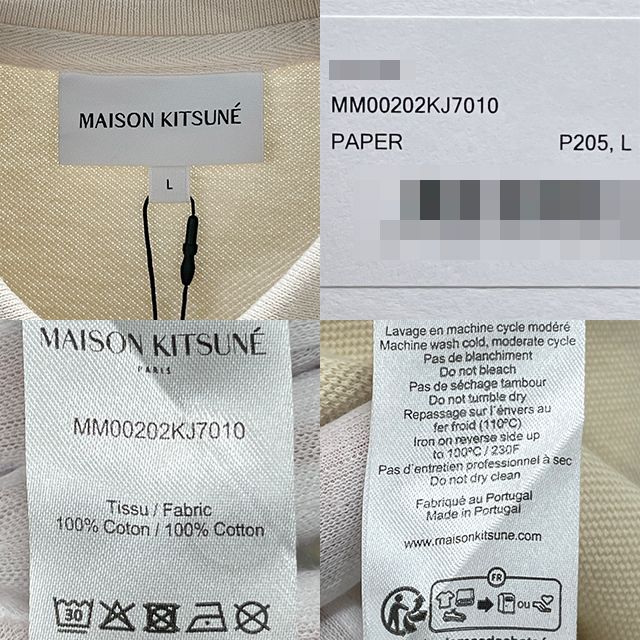 MAISON KITSUNÉ
L
MM00202KJ7010
PAPER P205, L
MAISON KITSUNÉ
PARIS
MM00202KJ7010
Tissu / Fabric
100% Coton / 100% Cotton
30
Lavage en machine cycle modéré
Machine wash cold, moderate cycle
Pas de blanchiment
Do not bleach
Pas de séchage tambour
Do not tumble dry
Repassage sur l'énvers au
fer froid (110°C)
Iron on reverse side up
to 100°C / 230F
Pas d'entretien professionnel à sec
Do not dry clean
Fabriqué au Portugal
Made in Portugal
www.maisonkitsune.com
FR
ou